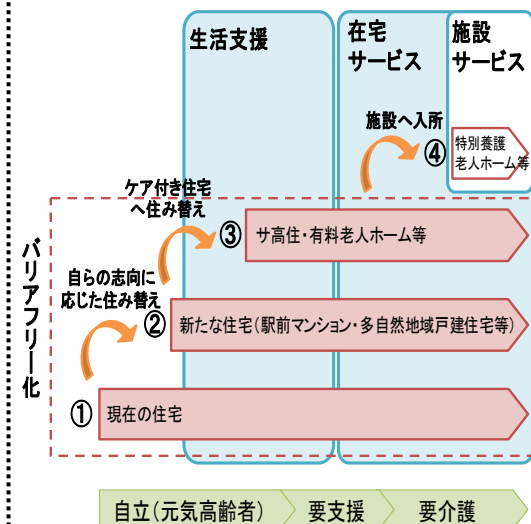 生活支援
在宅
サービス
施設
サービス
施設へ入所
④
特別養護
老人ホーム等
ケア付き住宅
へ住み替え
③
サ高住・有料老人ホーム等
自らの志向に
応じた住み替え
②
新たな住宅(駅前マンション・多自然地域戸建住宅等)
①
現在の住宅
バリアフリー化
自立(元気高齢者)
要支援
要介護